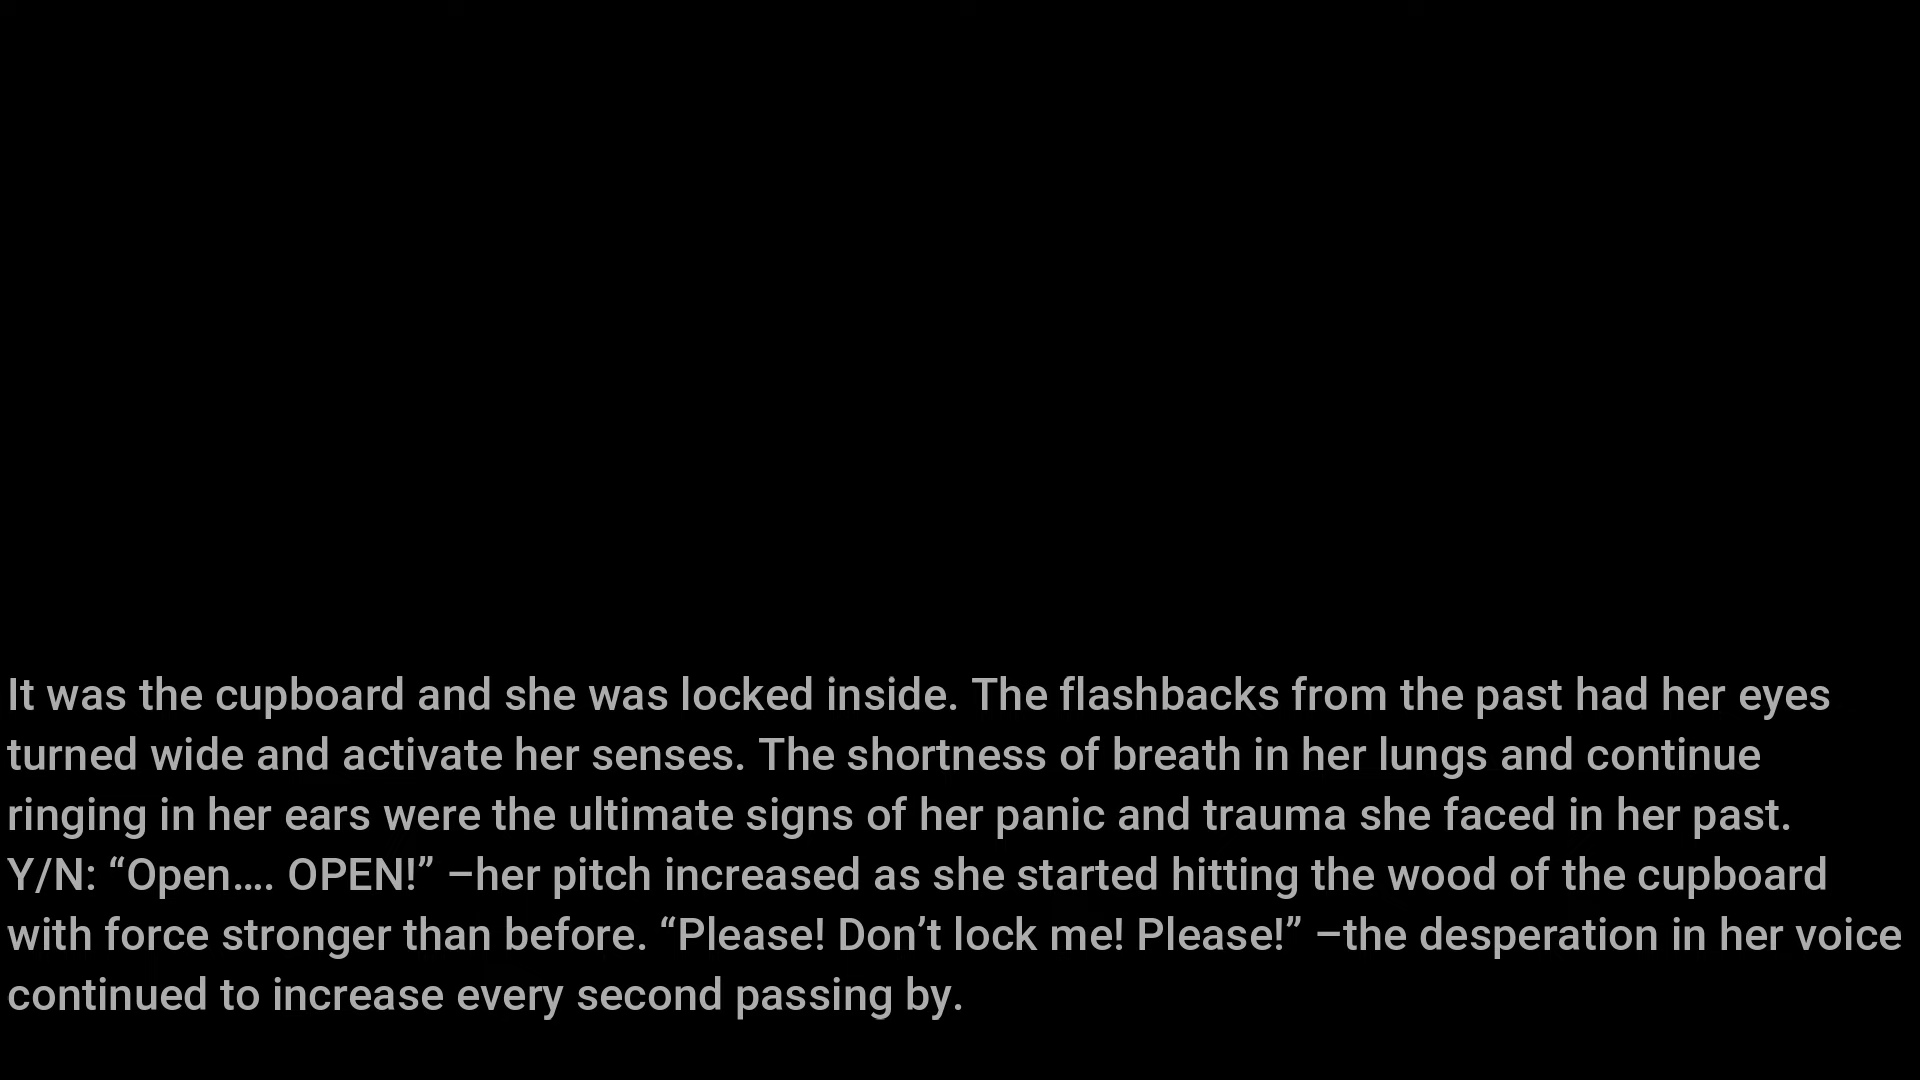 It was the cupboard and she was locked inside. The flashbacks from the past had her eyes
turned wide and activate her senses. The shortness of breath in her lungs and continue
ringing in her ears were the ultimate signs of her panic and trauma she faced in her past.
Y/N: “Open.... OPEN!” –her pitch increased as she started hitting the wood of the cupboard
with force stronger than before. “Please! Don’t lock me! Please!” –the desperation in her voice
continued to increase every second passing by.